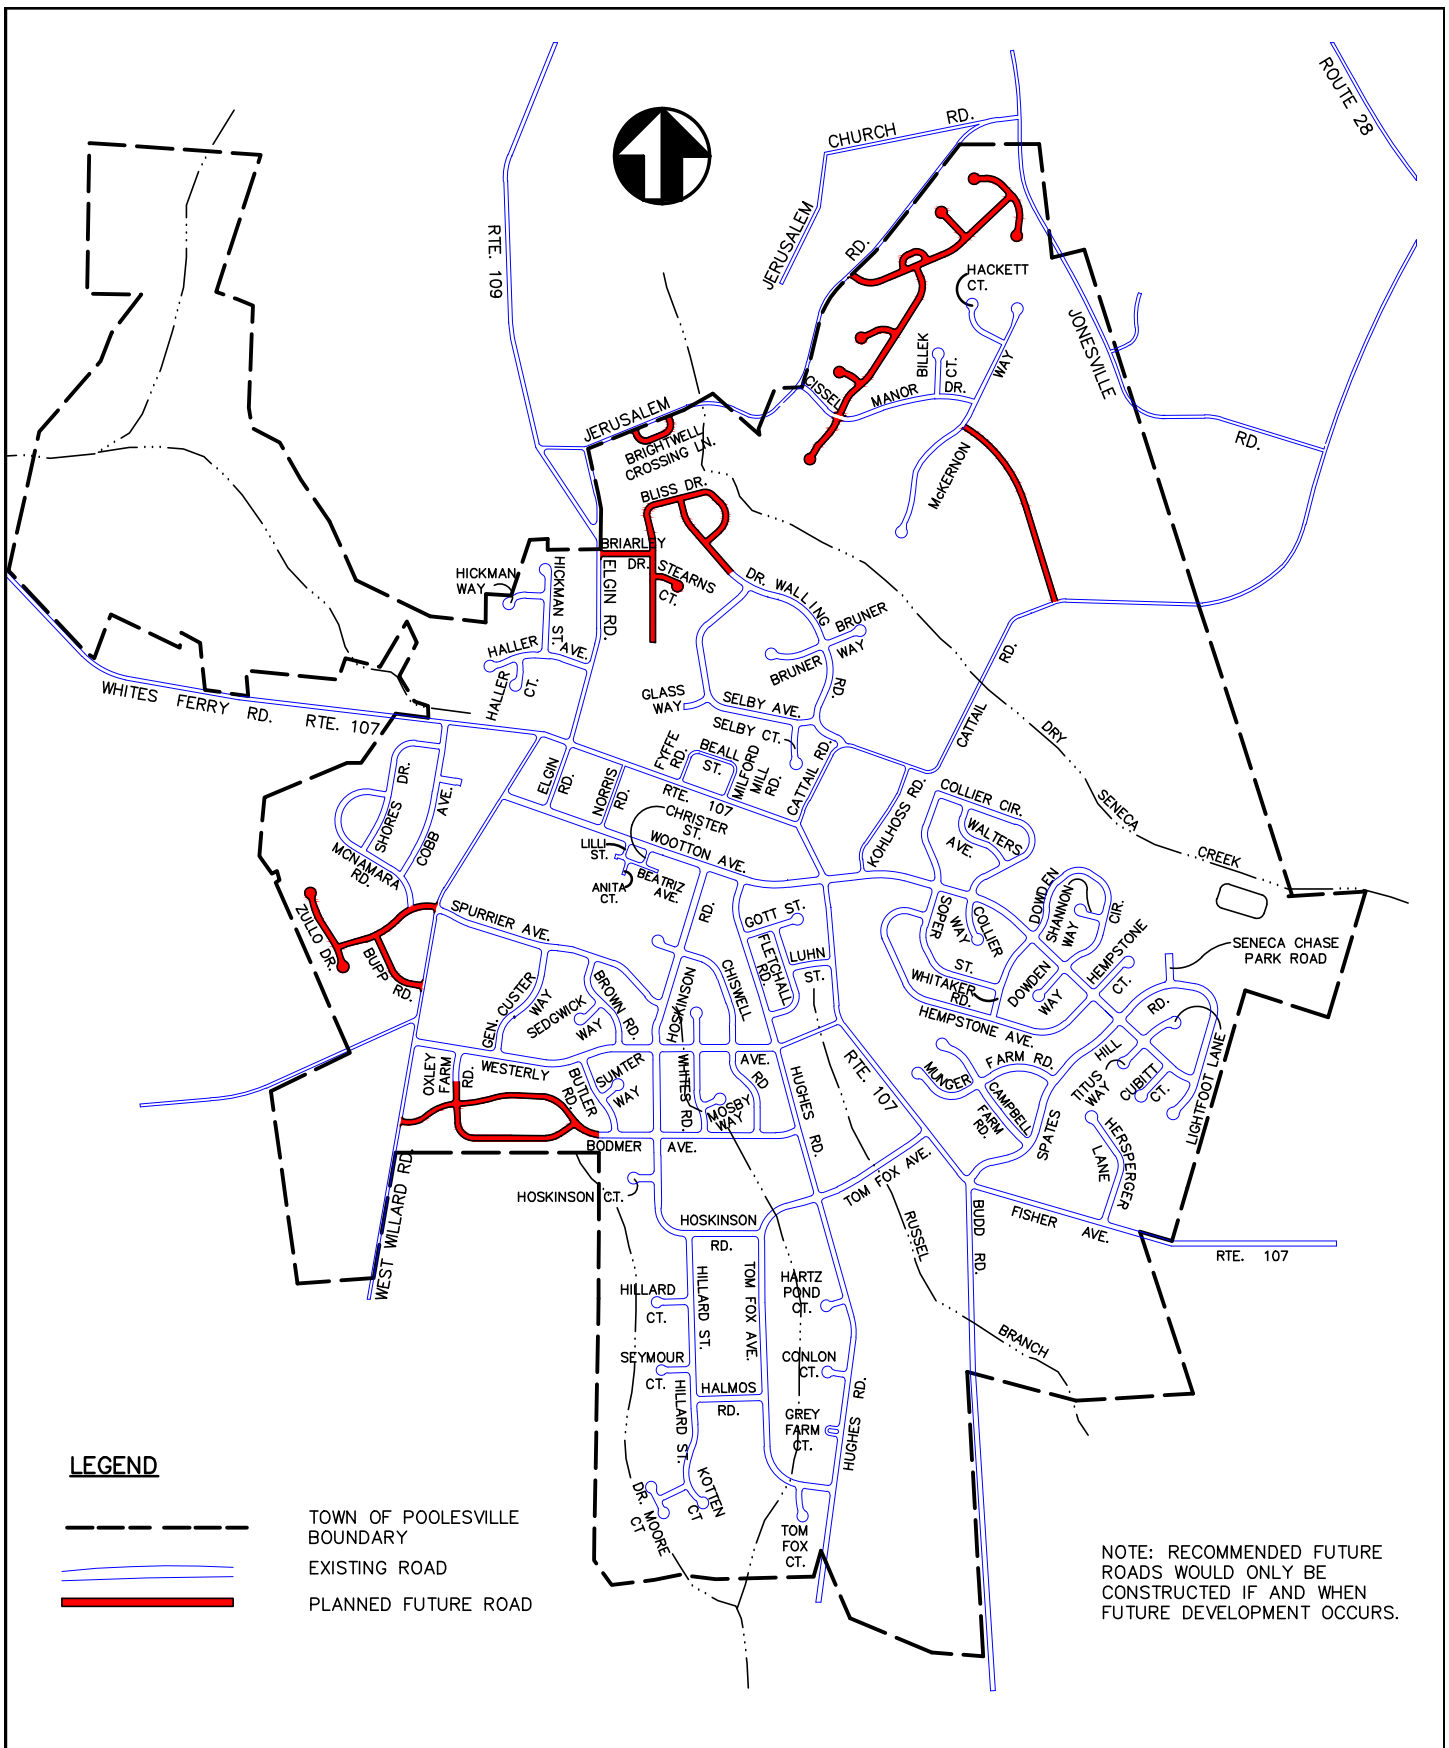 ROUTE 28
CHURCH
RD.
JERUSALEM
RD.
RTE. 109
HACKETT
CT.
JONESVILLE
RD.
BILLEK
CT.
WAY
CISSEL
MANOR
DR.
McKERNON
JERUSALEM
BRIGHTWELL
CROSSING LN.
BLISS DR.
BRIARLEY
DR.
STEARNS
CT.
ELGIN RD.
HICKMAN
WAY
HICKMAN ST.
HALLER
AVE.
HALLER
CT.
DR. WALLING
RD.
BRUNER
WAY
BRUNER
GLASS
WAY
SELBY AVE.
SELBY CT.
CATTAIL
RD.
DRY
SENECA
CREEK
WHITES
FERRY
RD.
RTE. 107
FYFFE
RD.
BEALL
ST.
MILFORD
MILL
RD.
CATTAIL RD.
ELGIN
RD.
NORRIS
RD.
RTE.
107
CHRISTER
ST.
WOOTTON AVE.
LILLI
ST.
ANITA
CT.
BEATRIZ
AVE.
KOHLHOSS RD.
COLLIER CIR.
WALTERS
AVE.
SHORES
DR.
COBB
AVE.
MCNAMARA
RD.
ZULLO DR.
BUPP
RD.
SPURRIER AVE.
RD.
GOTT ST.
FLETCHALL
RD.
LUHN
ST.
SOPER
ST.
COLLIER
WAY
DOWDEN
CIR.
SHANNON
WAY
HEMPSTONE
CT.
SENECA CHASE
PARK ROAD
WHITAKER
RD.
DOWDEN
WAY
HEMPSTONE AVE.
GEN. CUSTER
WAY
SEDGWICK
WAY
BROWN RD.
HOSKINSON
CHISWELL
RD
RD.
HILL
LIGHTFOOT LANE
OXLEY
FARM
RD.
WESTERLY
AVE.
BUTLER
RD.
SUMTER
WAY
WHITES RD.
MOSBY
WAY
HUGHES
RD.
RTE. 107
FARM RD.
MUNGER
FARM
RD.
CAMPBELL
SPATES
TITUS
WAY
CUBITT
CT.
HERSPERGER
LANE
BODMER
AVE.
TOM FOX AVE.
WEST WILLARD RD.
HOSKINSON CT.
HOSKINSON
RD.
RUSSEL
BRANCH
BUDD
RD.
FISHER
AVE.
RTE. 107
HILLARD
CT.
HILLARD ST.
TOM FOX AVE.
HARTZ
POND
CT.
SEYMOUR
CT.
HILLARD ST.
HALMOS
RD.
CONLON
CT.
GREY
FARM
CT.
HUGHES
RD.
KOTTEN
CT
DR. MOORE
CT
TOM
FOX
CT.
LEGEND
TOWN OF POOLESVILLE
BOUNDARY
EXISTING ROAD
PLANNED FUTURE ROAD
NOTE: RECOMMENDED FUTURE
ROADS WOULD ONLY BE
CONSTRUCTED IF AND WHEN
FUTURE DEVELOPMENT OCCURS.